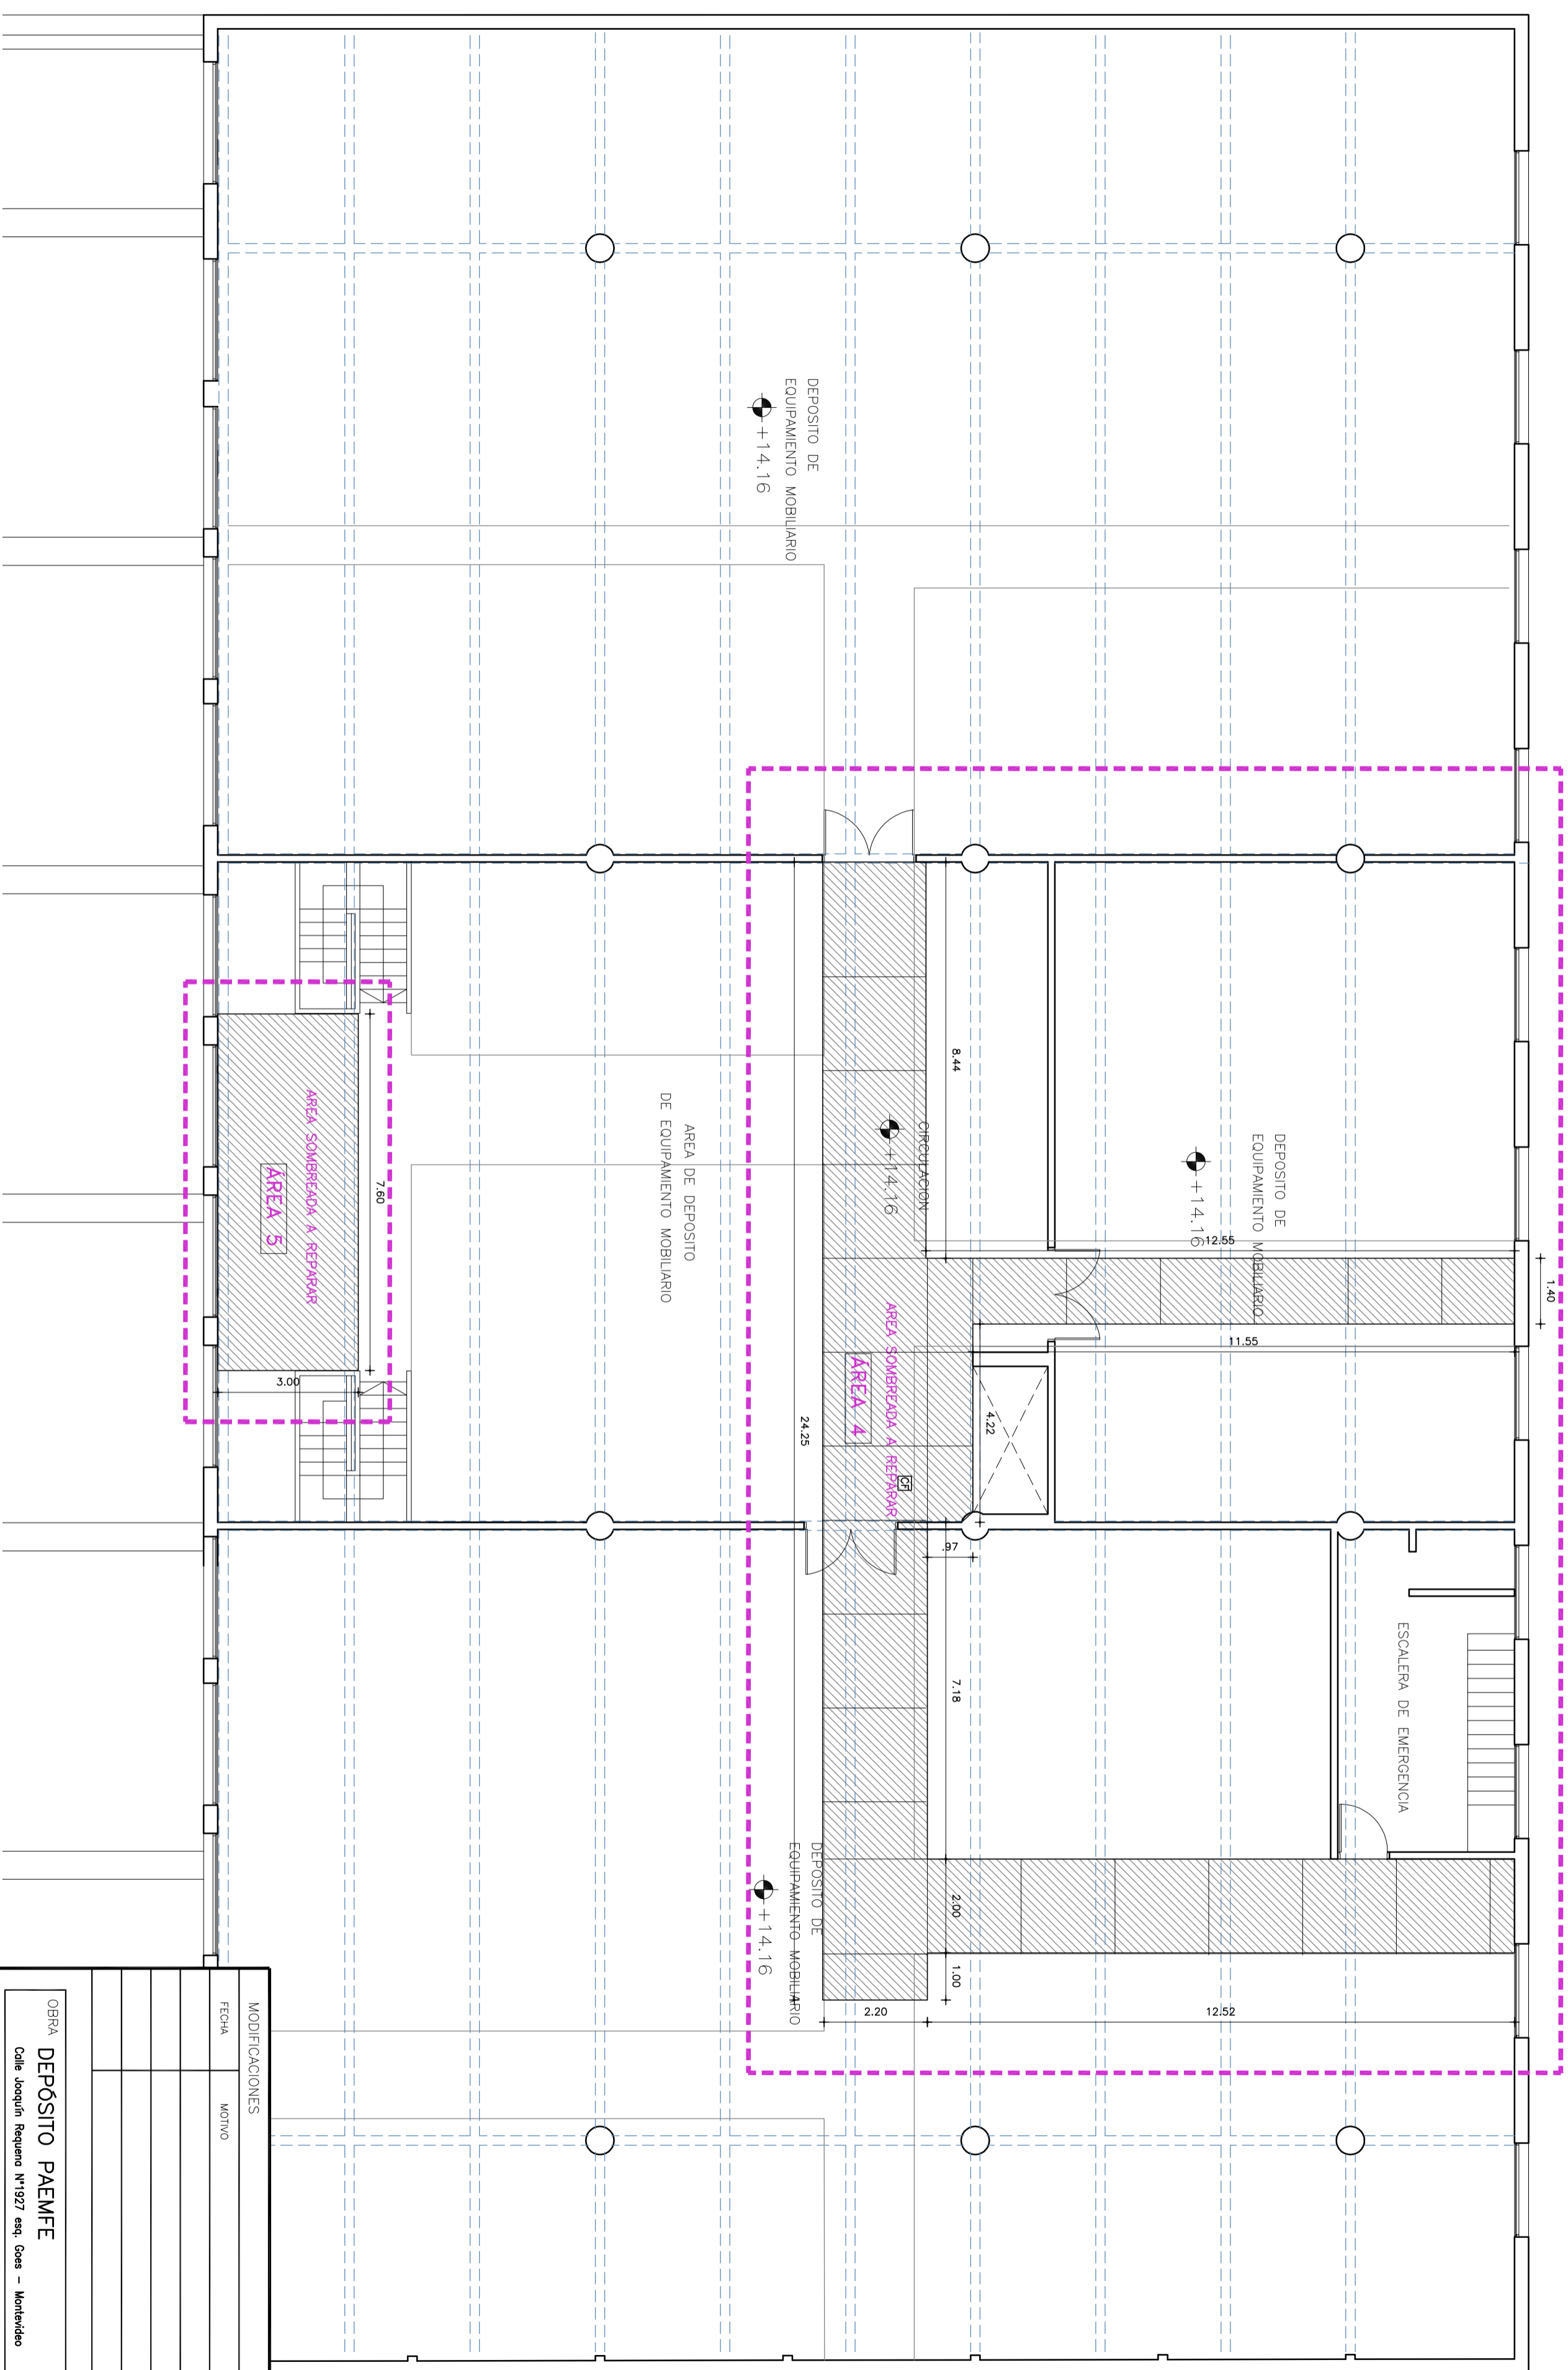 DEPOSITO DE
EQUIPAMIENTO MOBILIARIO
+14.16
DEPOSITO DE
EQUIPAMIENTO MOBILIARIO
+14.16
12.55
1.40
11.55
8.44
CIRCULACION
+14.16
AREA SOMBREADA A REPARAR
ÁREA 4
4.22
CF
24.25
AREA DE DEPOSITO
DE EQUIPAMIENTO MOBILIARIO
7.60
AREA SOMBREADA A REPARAR
ÁREA 5
3.00
.97
7.18
ESCALERA DE EMERGENCIA
2.00
1.00
12.52
2.20
DEPOSITO DE
EQUIPAMIENTO MOBILIARIO
+14.16
MODIFICACIONES
FECHA MOTIVO
OBRA DEPÓSITO PAEMFE
Calle Joaquín Requena Nº1927 esq. Goes - Montevideo